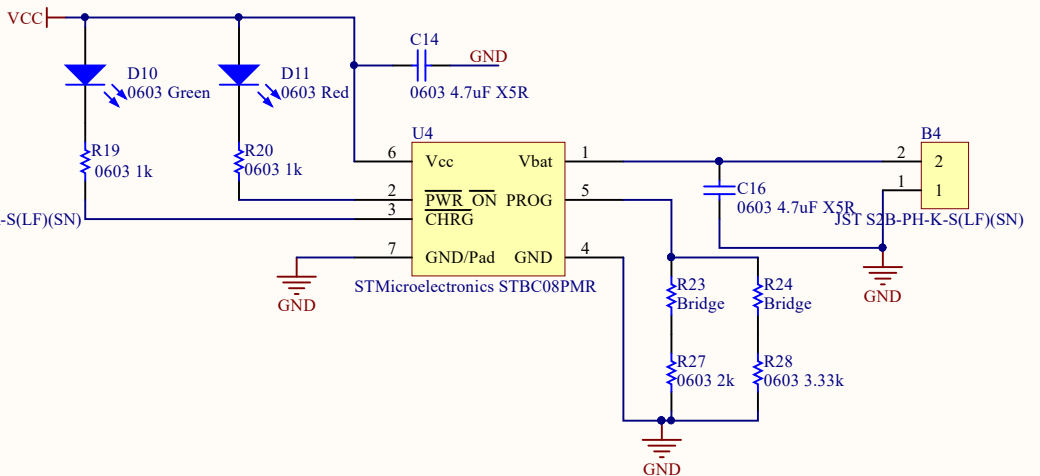 VCC
C14
GND
D10
0603 Green
D11
0603 Red
0603 4.7uF X5R
U4
B4
R19
0603 1k
R20
0603 1k
6 Vcc Vbat 1
2 2
2 PWR ON PROG 5
3 CHRG
1 1
C16
0603 4.7uF X5R
-S(LF)(SN)
JST S2B-PH-K-S(LF)(SN)
7 GND/Pad GND 4
STMicroelectronics STBC08PMR
GND
GND
R23
Bridge
R24
Bridge
R27
0603 2k
R28
0603 3.33k
GND